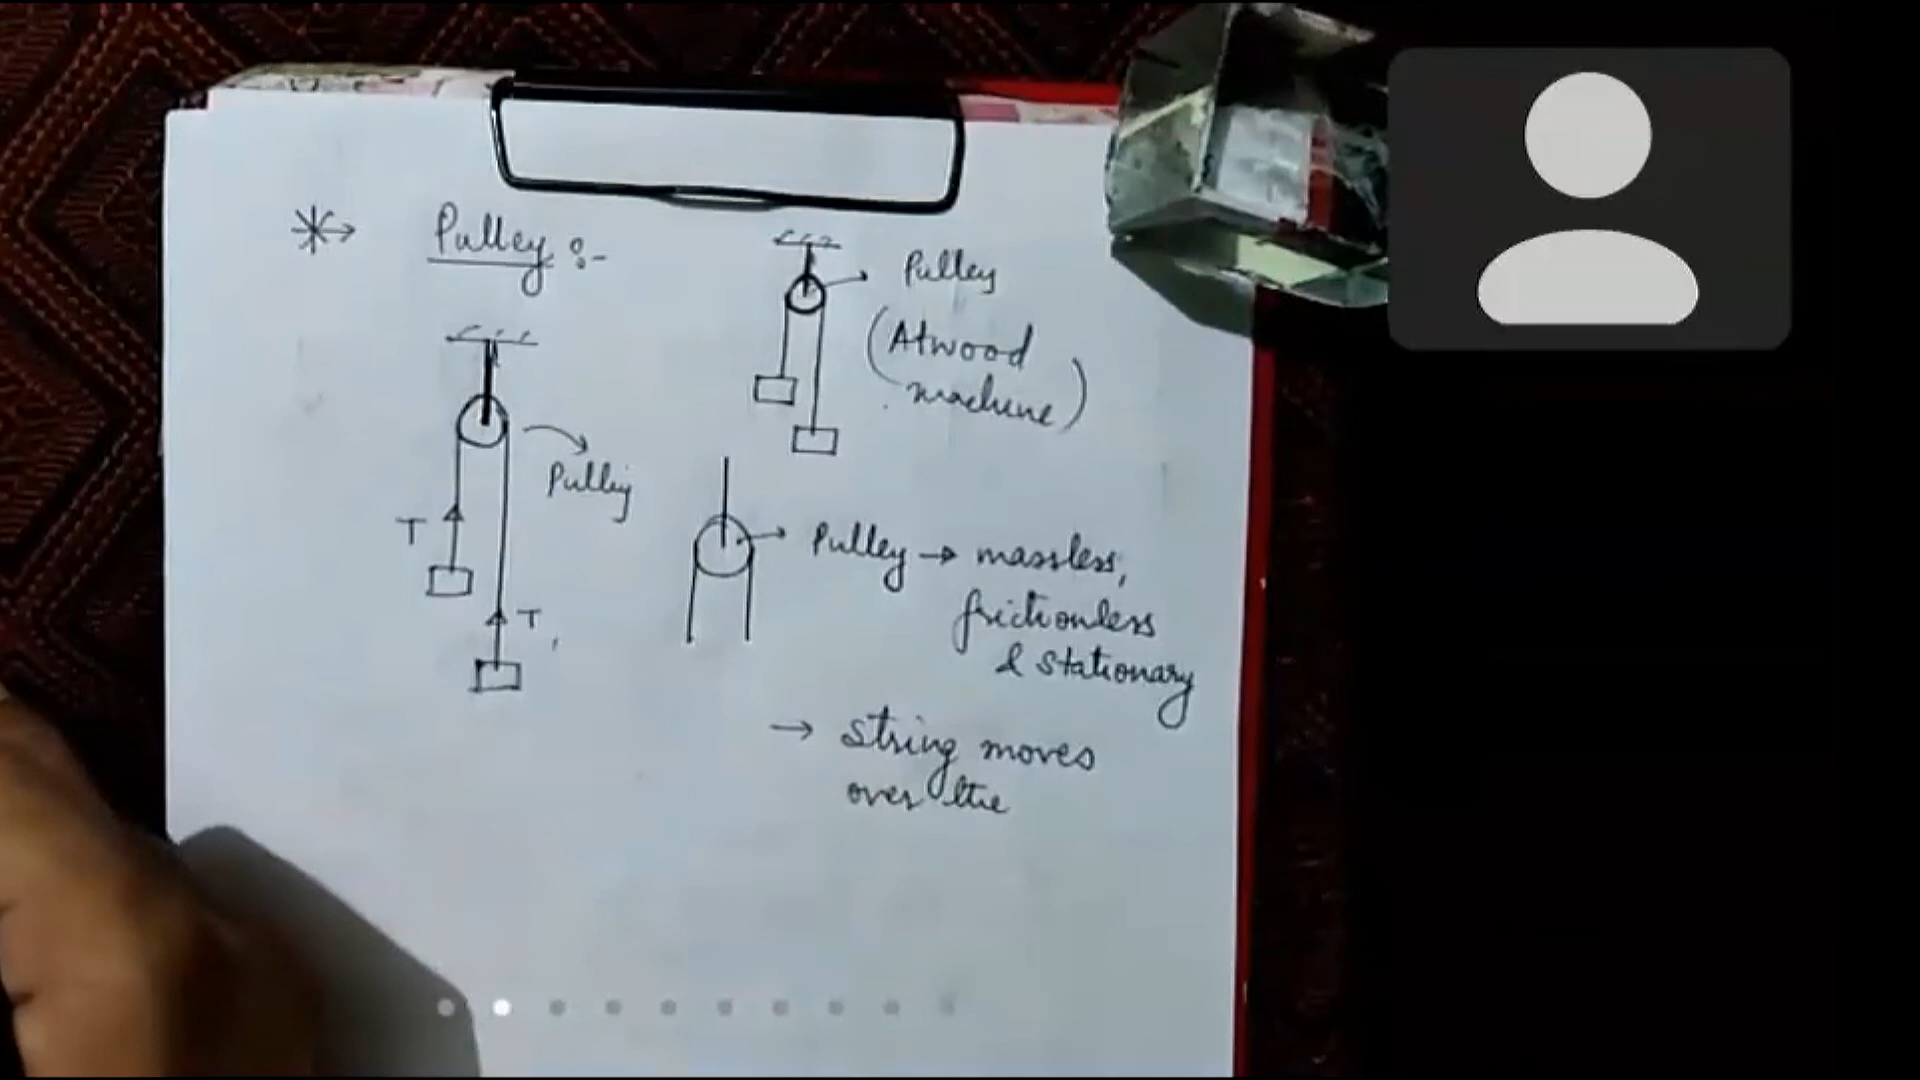 Pulley :-
Pulley
(Atwood
machine)
Pulley
T
T
Pulley → massless,
frictionless
& stationary
→ string moves
over the